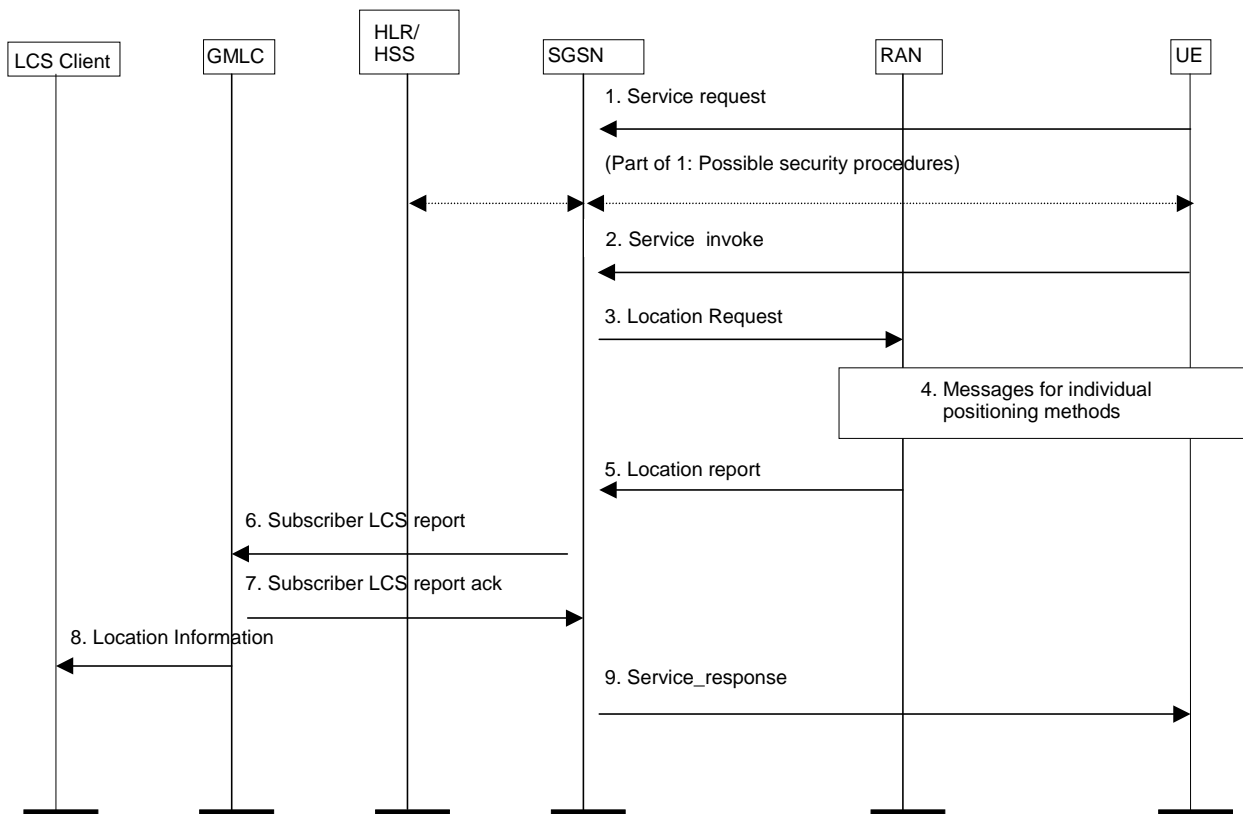 LCS Client
GMLC
HLR/
HSS
SGSN
RAN
UE
1. Service request
(Part of 1: Possible security procedures)
2. Service invoke
3. Location Request
4. Messages for individual
positioning methods
5. Location report
6. Subscriber LCS report
7. Subscriber LCS report ack
8. Location Information
9. Service_response